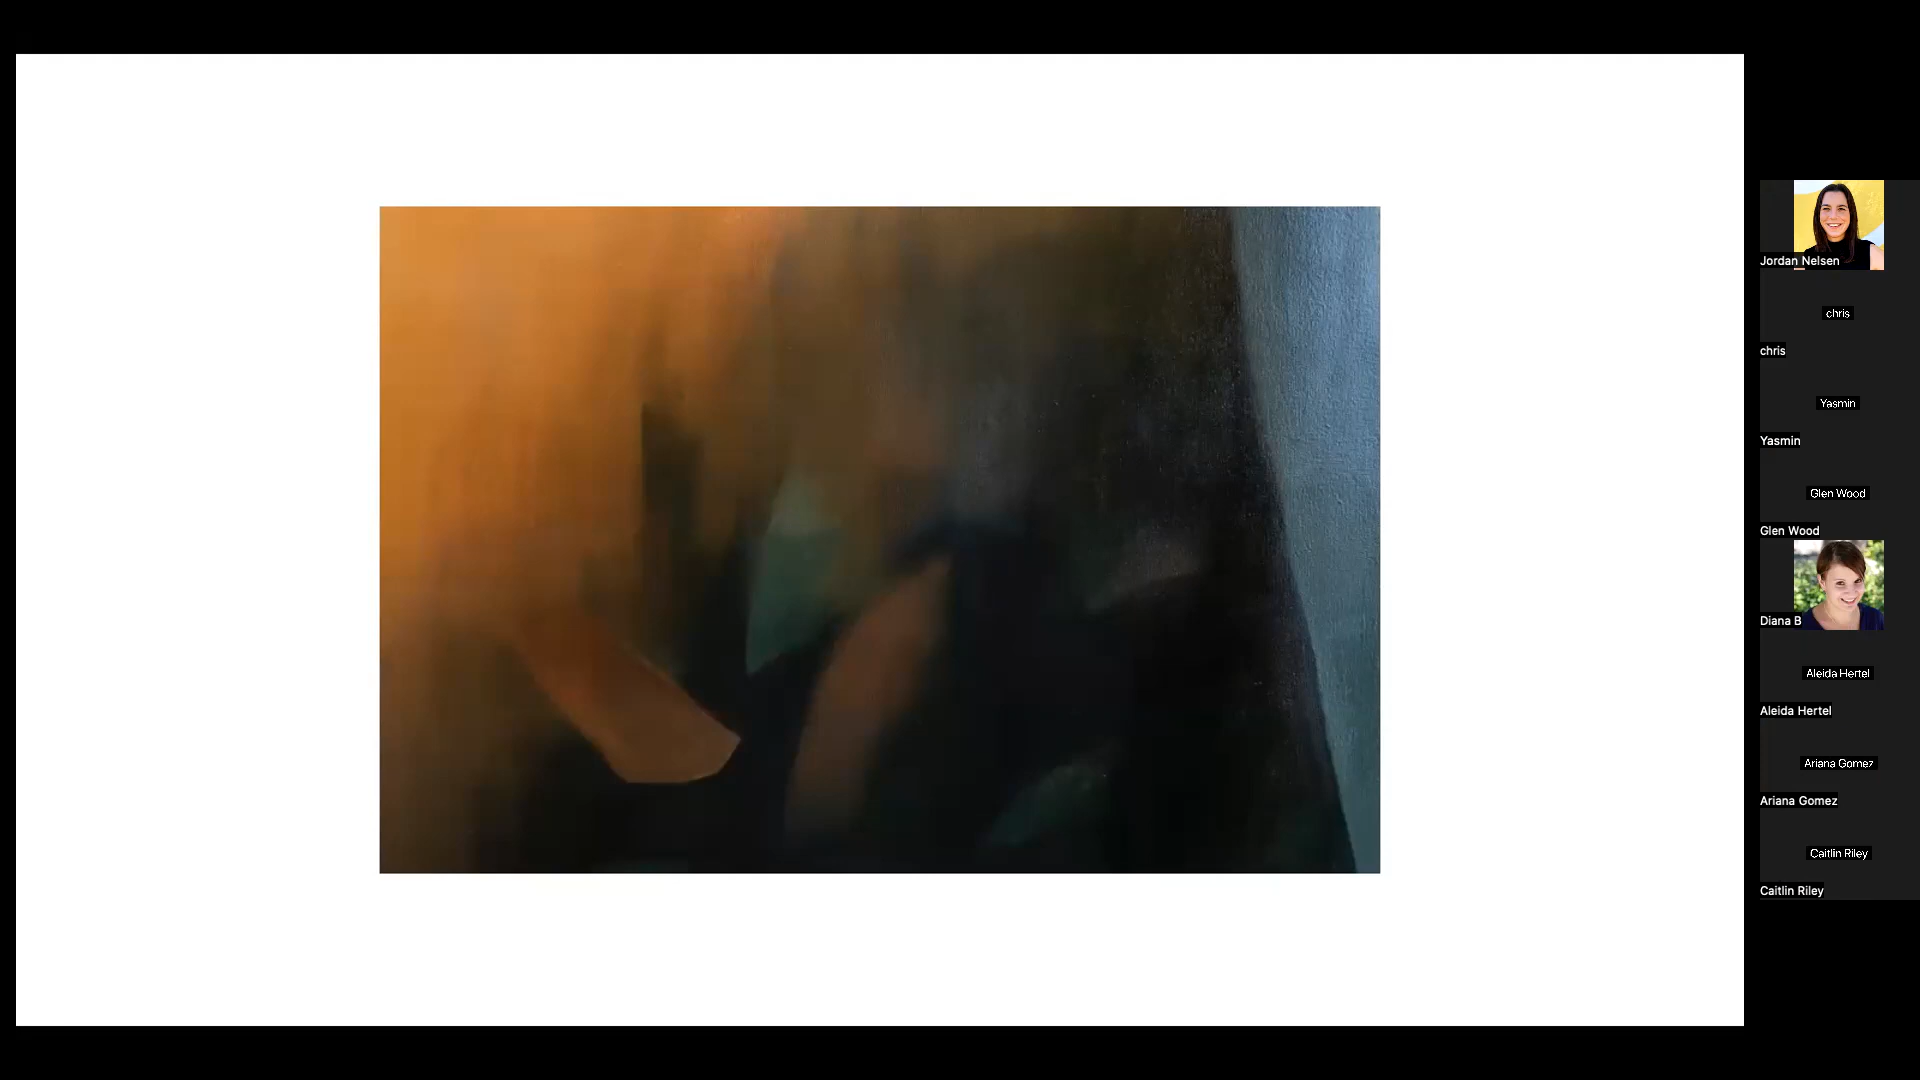 Jordan Nelsen
chris
chris
Yasmin
Yasmin
Glen Wood
Glen Wood
Diana B
Aleida Hertel
Aleida Hertel
Ariana Gomez
Ariana Gomez
Caitlin Riley
Caitlin Riley